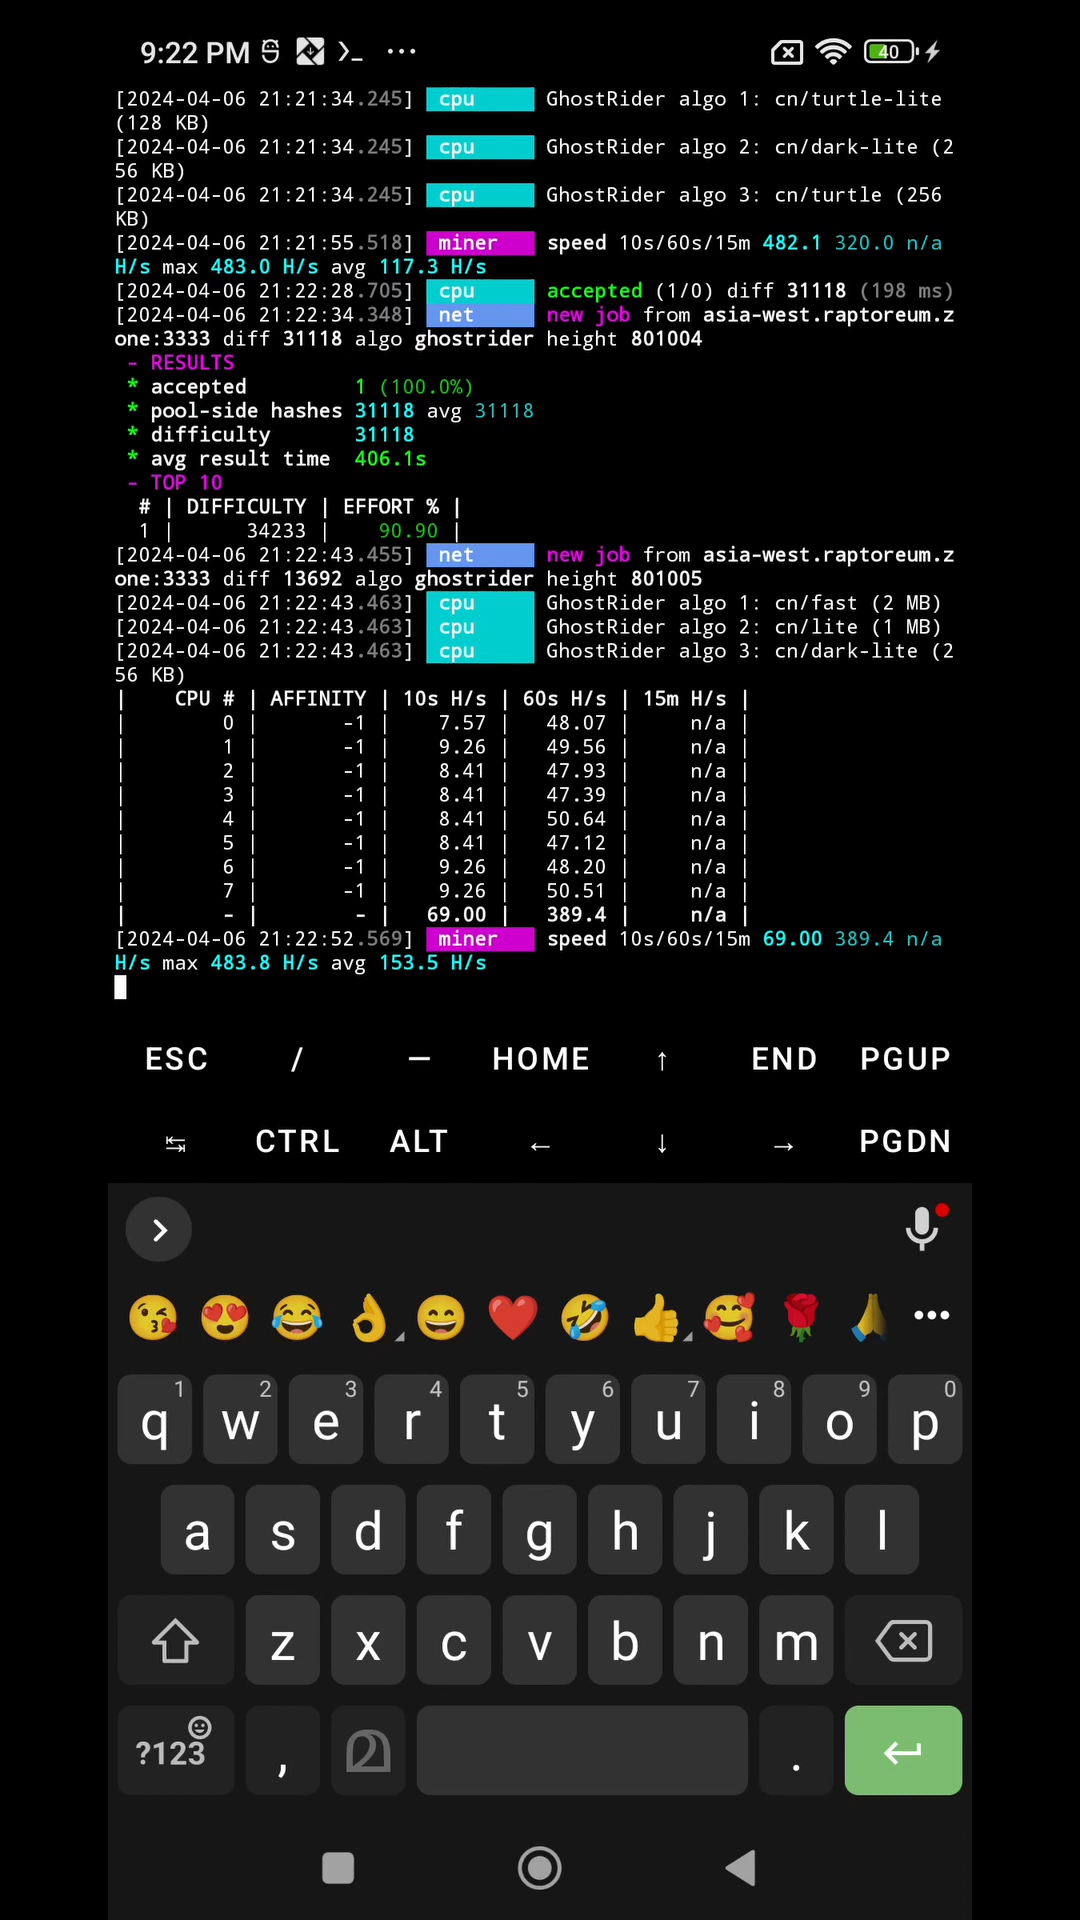 9:22 PM
40
[2024-04-06 21:21:34.245] cpu GhostRider algo 1: cn/turtle-lite
(128 KB)
[2024-04-06 21:21:34.245] cpu GhostRider algo 2: cn/dark-lite (2
56 KB)
[2024-04-06 21:21:34.245] cpu GhostRider algo 3: cn/turtle (256
KB)
[2024-04-06 21:21:55.518] miner speed 10s/60s/15m 482.1 320.0 n/a
H/s max 483.0 H/s avg 117.3 H/s
[2024-04-06 21:22:28.705] cpu accepted (1/0) diff 31118 (198 ms)
[2024-04-06 21:22:34.348] net new job from asia-west.raptoreum.z
one:3333 diff 31118 algo ghostrider height 801004
- RESULTS
* accepted 1 (100.0%)
* pool-side hashes 31118 avg 31118
* difficulty 31118
* avg result time 406.1s
- TOP 10
# | DIFFICULTY | EFFORT % |
1 | 34233 | 90.90 |
[2024-04-06 21:22:43.455] net new job from asia-west.raptoreum.z
one:3333 diff 13692 algo ghostrider height 801005
[2024-04-06 21:22:43.463] cpu GhostRider algo 1: cn/fast (2 MB)
[2024-04-06 21:22:43.463] cpu GhostRider algo 2: cn/lite (1 MB)
[2024-04-06 21:22:43.463] cpu GhostRider algo 3: cn/dark-lite (2
56 KB)
| CPU # | AFFINITY | 10s H/s | 60s H/s | 15m H/s |
| 0 | -1 | 7.57 | 48.07 | n/a |
| 1 | -1 | 9.26 | 49.56 | n/a |
| 2 | -1 | 8.41 | 47.93 | n/a |
| 3 | -1 | 8.41 | 47.39 | n/a |
| 4 | -1 | 8.41 | 50.64 | n/a |
| 5 | -1 | 8.41 | 47.12 | n/a |
| 6 | -1 | 9.26 | 48.20 | n/a |
| 7 | -1 | 9.26 | 50.51 | n/a |
| - | - | 69.00 | 389.4 | n/a |
[2024-04-06 21:22:52.569] miner speed 10s/60s/15m 69.00 389.4 n/a
H/s max 483.8 H/s avg 153.5 H/s
ESC / — HOME ↑ END PGUP
↹ CTRL ALT ← ↓ → PGDN
1 2 3 4 5 6 7 8 9 0
q w e r t y u i o p
a s d f g h j k l
z x c v b n m
?123 , .